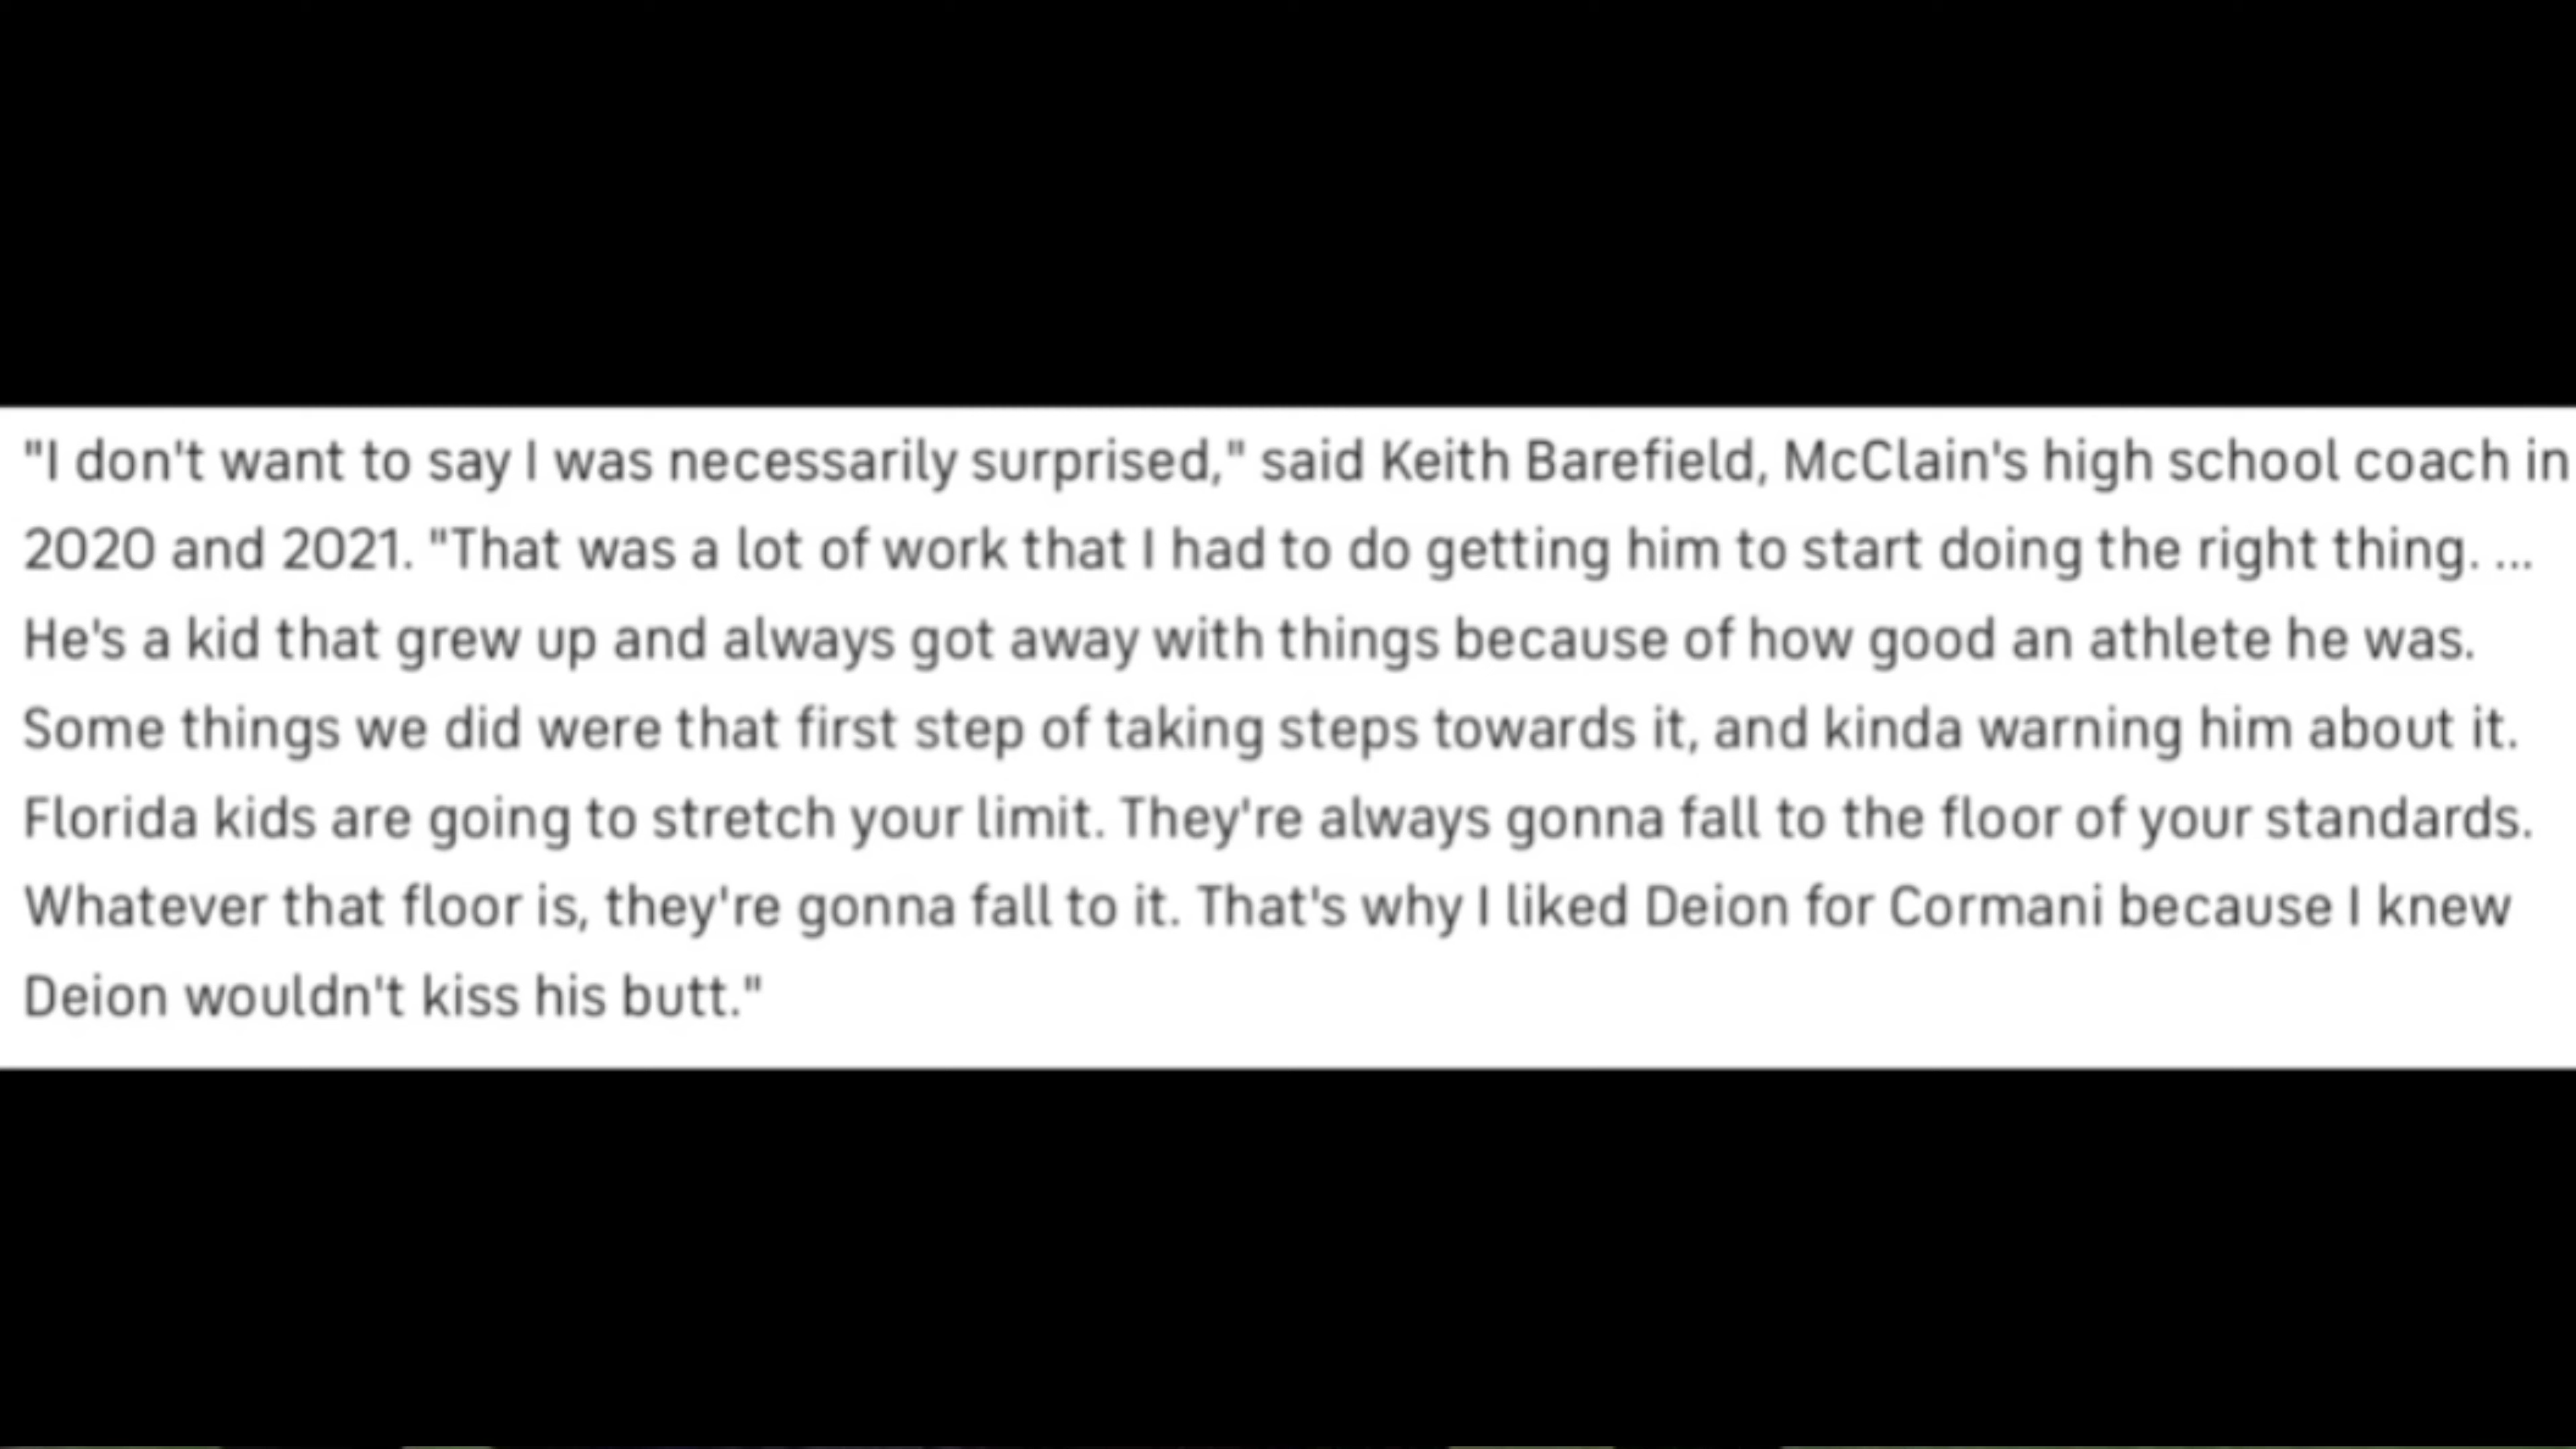 "I don't want to say I was necessarily surprised," said Keith Barefield, McClain's high school coach in
2020 and 2021. "That was a lot of work that I had to do getting him to start doing the right thing. ...
He's a kid that grew up and always got away with things because of how good an athlete he was.
Some things we did were that first step of taking steps towards it, and kinda warning him about it.
Florida kids are going to stretch your limit. They're always gonna fall to the floor of your standards.
Whatever that floor is, they're gonna fall to it. That's why I liked Deion for Cormani because I knew
Deion wouldn't kiss his butt."